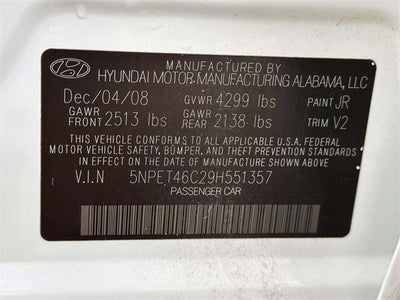 HYUNDAI MOTOR MANUFACTURING ALABAMA, LLC
Dec/04/08 GVWR 4299 lbs PAINT JR
GAWR FRONT 2513 lbs GAWR REAR 2138 lbs TRIM V2
THIS VEHICLE CONFORMS TO ALL APPLICABLE U.S.A. FEDERAL
MOTOR VEHICLE SAFETY, BUMPER, AND THEFT PREVENTION STANDARDS
IN EFFECT ON THE DATE OF MANUFACTURE SHOWN ABOVE.
V.I.N 5NPET46C29H551357
PASSENGER CAR